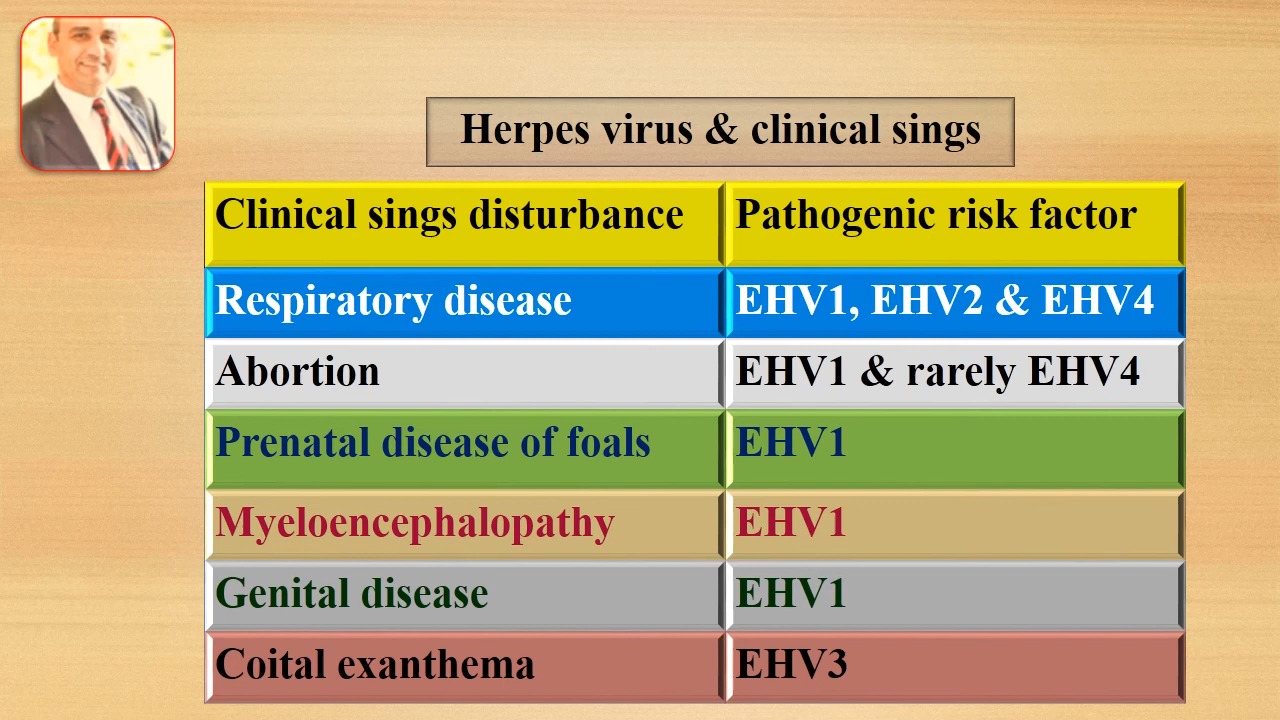 Herpes virus & clinical sings
Clinical sings disturbance Pathogenic risk factor
Respiratory disease EHV1, EHV2 & EHV4
Abortion EHV1 & rarely EHV4
Prenatal disease of foals EHV1
Myeloencephalopathy EHV1
Genital disease EHV1
Coital exanthema EHV3